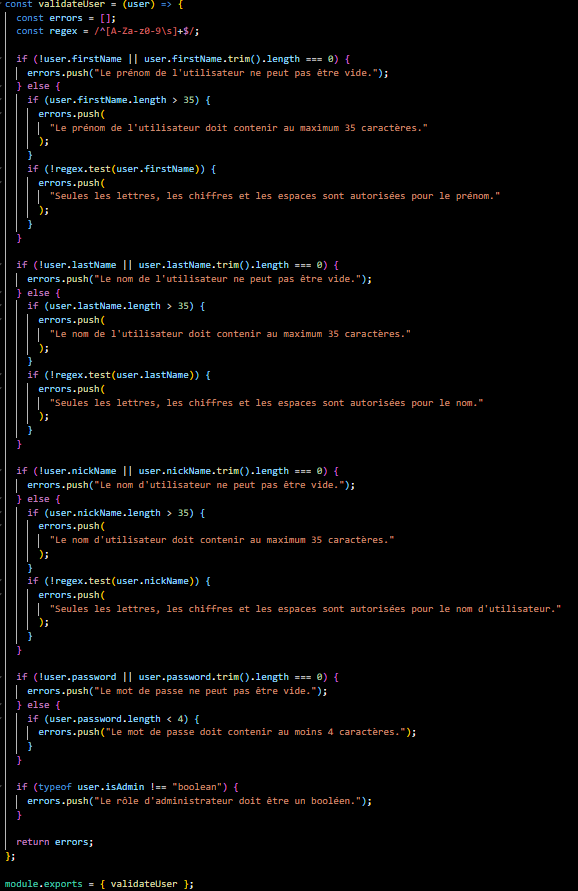 const validateUser = (user) => {
const errors = [];
const regex = /^[A-Za-z0-9\s]+$/;
if (!user.firstName || user.firstName.trim().length === 0) {
errors.push("Le prénom de l'utilisateur ne peut pas être vide.");
} else {
if (user.firstName.length > 35) {
errors.push(
"Le prénom de l'utilisateur doit contenir au maximum 35 caractères."
);
}
if (!regex.test(user.firstName)) {
errors.push(
"Seules les lettres, les chiffres et les espaces sont autorisées pour le prénom."
);
}
}
if (!user.lastName || user.lastName.trim().length === 0) {
errors.push("Le nom de l'utilisateur ne peut pas être vide.");
} else {
if (user.lastName.length > 35) {
errors.push(
"Le nom de l'utilisateur doit contenir au maximum 35 caractères."
);
}
if (!regex.test(user.lastName)) {
errors.push(
"Seules les lettres, les chiffres et les espaces sont autorisées pour le nom."
);
}
}
if (!user.nickName || user.nickName.trim().length === 0) {
errors.push("Le nom d'utilisateur ne peut pas être vide.");
} else {
if (user.nickName.length > 35) {
errors.push(
"Le nom d'utilisateur doit contenir au maximum 35 caractères."
);
}
if (!regex.test(user.nickName)) {
errors.push(
"Seules les lettres, les chiffres et les espaces sont autorisées pour le nom d'utilisateur."
);
}
}
if (!user.password || user.password.trim().length === 0) {
errors.push("Le mot de passe ne peut pas être vide.");
} else {
if (user.password.length < 4) {
errors.push("Le mot de passe doit contenir au moins 4 caractères.");
}
}
if (typeof user.isAdmin !== "boolean") {
errors.push("Le rôle d'administrateur doit être un booléen.");
}
return errors;
};
module.exports = { validateUser };